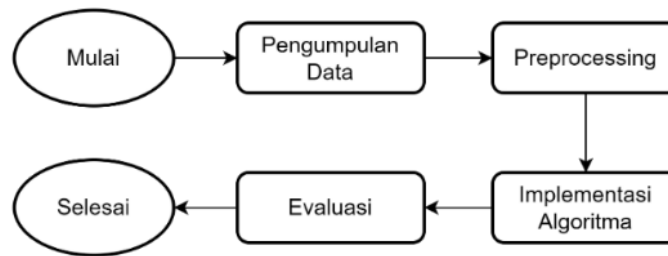 Mulai
Pengumpulan
Data
Preprocessing
Implementasi
Algoritma
Evaluasi
Selesai